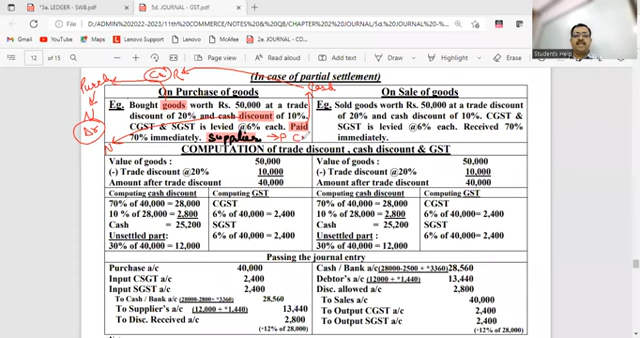 *3a. LEDGER - SWB.pdf
5d. JOURNAL - GST.pdf
File
D:/ADMIN 2022-2023/11th COMMERCE/NOTES & QB/CHAPTER 2 JOURNAL/5d. JOURNAL - G...
Import favorites
Lenovo Support
Lenovo
McAfee
2e. JOURNAL - CO...
12 of 15
Read aloud
Add text
Draw
Highlight
Erase
Students Help
Cr
R
Cash
Purch
N
Dr
(In case of partial settlement)
On Purchase of goods
On Sale of goods
Eg. Bought goods worth Rs. 50,000 at a trade
discount of 20% and cash discount of 10%.
CGST & SGST is levied @6% each. Paid
70% immediately.
Supplier → P Cr
N
Eg. Sold goods worth Rs. 50,000 at a trade discount
of 20% and cash discount of 10%. CGST
& SGST is levied @6% each. Received 70%
immediately.
COMPUTATION of trade discount, cash discount & GST
Value of goods : 50,000
(-) Trade discount @20% 10,000
Amount after trade discount 40,000
Value of goods : 50,000
(-) Trade discount @20% 10,000
Amount after trade discount 40,000
Computing cash discount Computing GST
70% of 40,000 = 28,000 CGST
10 % of 28,000 = 2,800 6% of 40,000= 2,400
Cash = 25,200 SGST
Unsettled part : 6% of 40,000= 2,400
30% of 40,000 = 12,000
Computing cash discount Computing GST
70% of 40,000 = 28,000 CGST
10 % of 28,000 = 2,800 6% of 40,000= 2,400
Cash = 25,200 SGST
Unsettled part : 6% of 40,000= 2,400
30% of 40,000 = 12,000
Passing the journal entry
Purchase a/c 40,000
Input CSGT a/c 2,400
Input SGST a/c 2,400
To Cash / Bank a/c (28000-2800 + *3360) 28,560
To Supplier's a/c (12,000 + *1,440) 13,440
To Disc. Received a/c 2,800
(*12% of 28,000)
Cash / Bank a/c (28000-2500 + *3360) 28,560
Debtor's a/c (12000 + *1,440) 13,440
Disc. allowed a/c 2,800
To Sales a/c 40,000
To Output CGST a/c 2,400
To Output SGST a/c 2,400
(*12% of 28,000)